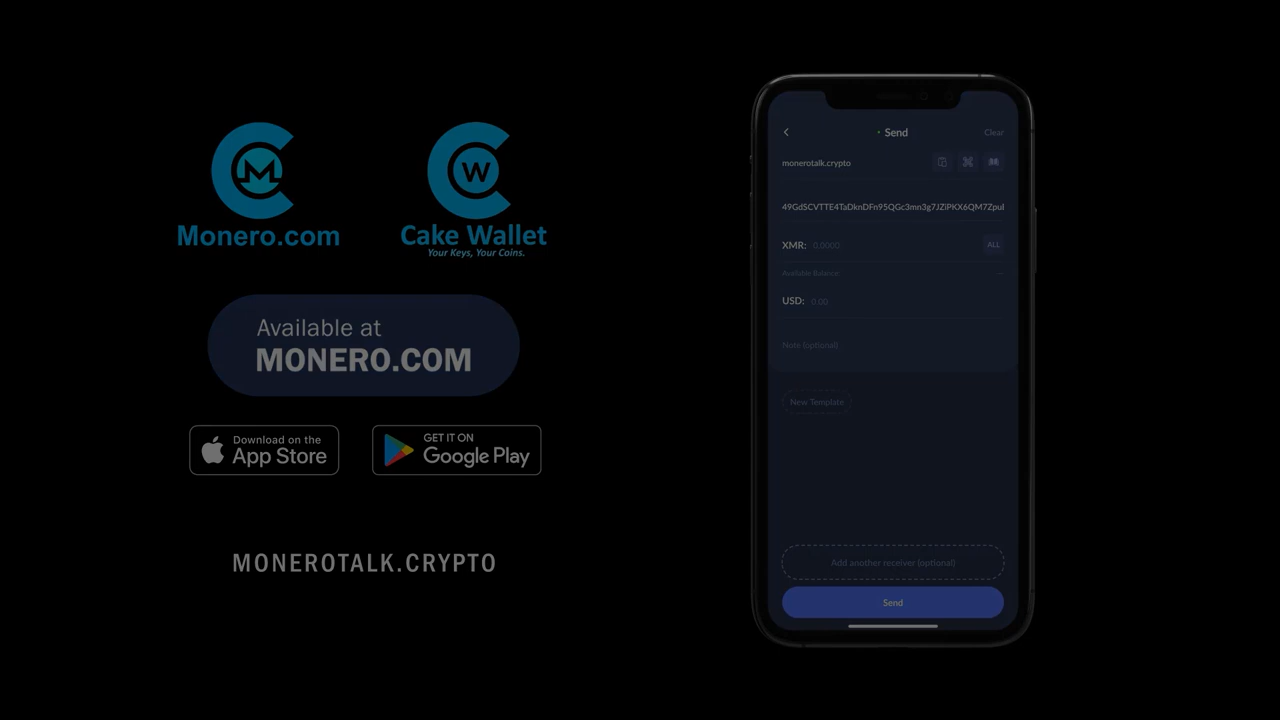 Monero.com
Cake Wallet
Your Keys, Your Coins.
Available at
MONERO.COM
Download on the
App Store
GET IT ON
Google Play
MONEROTALK.CRYPTO
Send
Clear
monerotalk.crypto
49GdSCVTTE4TaDknDFn95QGc3mn3g7JZiPKX6QM7Zpul
XMR: 0.0000
ALL
Available Balance:
USD: 0.00
Note (optional)
New Template
Add another receiver (optional)
Send